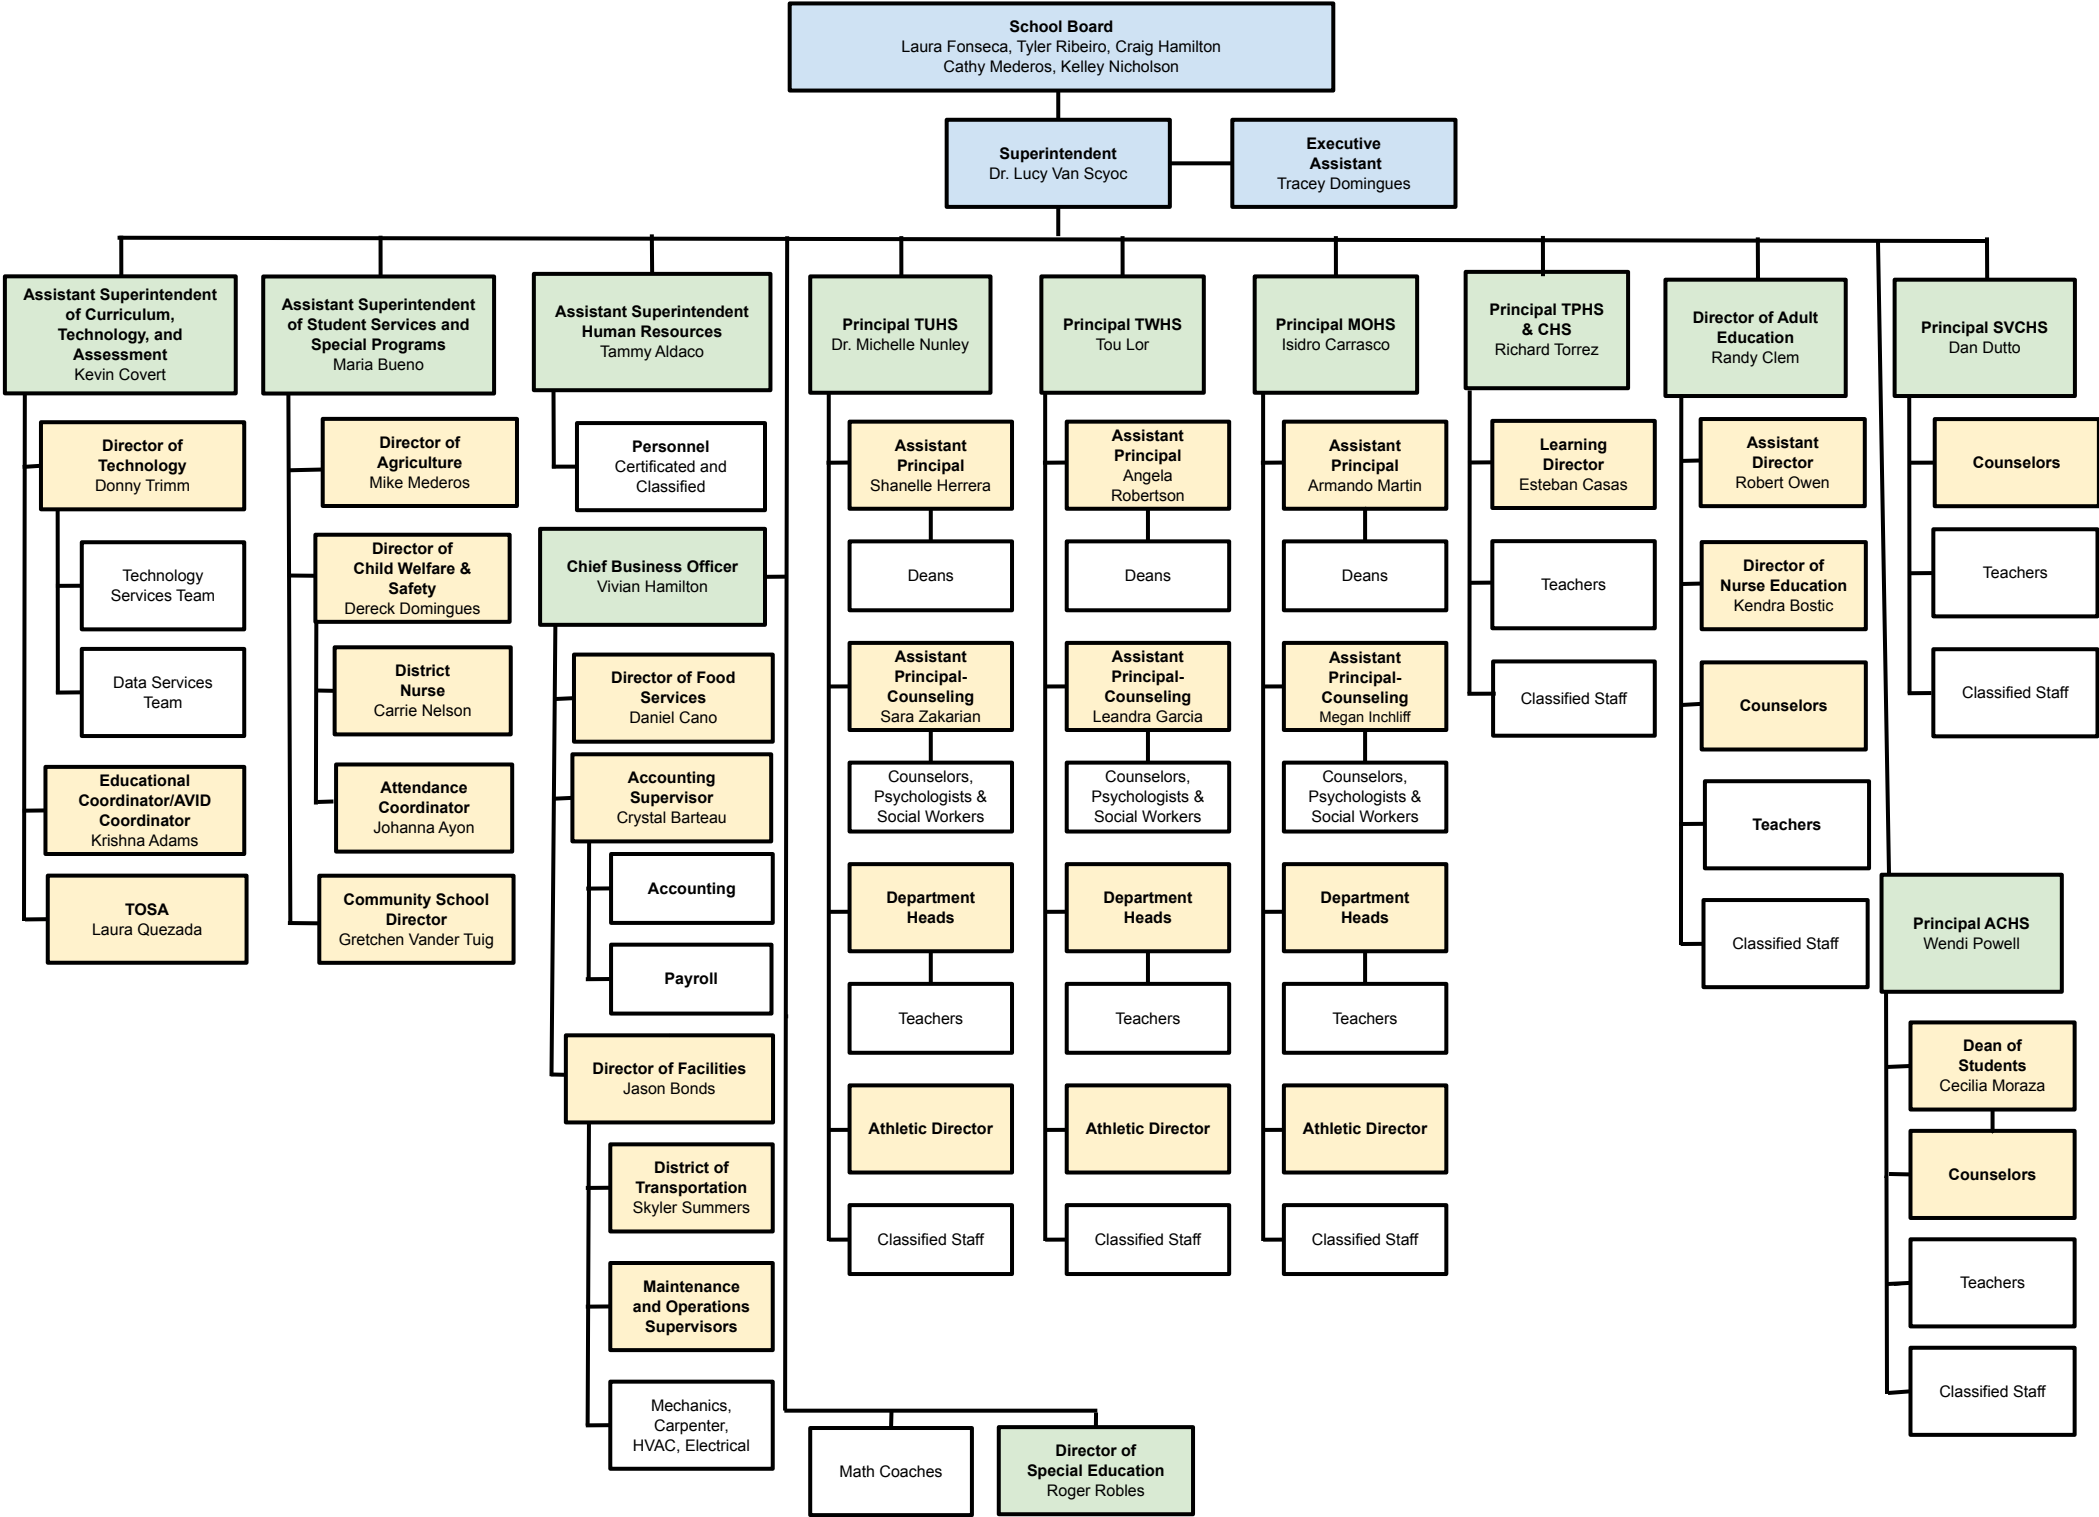 School Board
Laura Fonseca, Tyler Ribeiro, Craig Hamilton
Cathy Mederos, Kelley Nicholson
Superintendent
Dr. Lucy Van Scyoc
Executive
Assistant
Tracey Domingues
Assistant Superintendent
of Curriculum,
Technology, and
Assessment
Kevin Covert
Director of
Technology
Donny Trimm
Technology
Services Team
Data Services
Team
Educational
Coordinator/AVID
Coordinator
Krishna Adams
TOSA
Laura Quezada
Assistant Superintendent
of Student Services and
Special Programs
Maria Bueno
Director of
Agriculture
Mike Mederos
Director of
Child Welfare &
Safety
Dereck Domingues
District
Nurse
Carrie Nelson
Attendance
Coordinator
Johanna Ayon
Community School
Director
Gretchen Vander Tuig
Assistant Superintendent
Human Resources
Tammy Aldaco
Personnel
Certificated and
Classified
Chief Business Officer
Vivian Hamilton
Director of Food
Services
Daniel Cano
Accounting
Supervisor
Crystal Barteau
Accounting
Payroll
Director of Facilities
Jason Bonds
District of
Transportation
Skyler Summers
Maintenance
and Operations
Supervisors
Mechanics,
Carpenter,
HVAC, Electrical
Math Coaches
Director of
Special Education
Roger Robles
Principal TUHS
Dr. Michelle Nunley
Assistant
Principal
Shanelle Herrera
Deans
Assistant
Principal-
Counseling
Sara Zakarian
Counselors,
Psychologists &
Social Workers
Department
Heads
Teachers
Athletic Director
Classified Staff
Principal TWHS
Tou Lor
Assistant
Principal
Angela
Robertson
Deans
Assistant
Principal-
Counseling
Leandra Garcia
Counselors,
Psychologists &
Social Workers
Department
Heads
Teachers
Athletic Director
Classified Staff
Principal MOHS
Isidro Carrasco
Assistant
Principal
Armando Martin
Deans
Assistant
Principal-
Counseling
Megan Inchliff
Counselors,
Psychologists &
Social Workers
Department
Heads
Teachers
Athletic Director
Classified Staff
Principal TPHS
& CHS
Richard Torrez
Learning
Director
Esteban Casas
Teachers
Classified Staff
Director of Adult
Education
Randy Clem
Assistant
Director
Robert Owen
Director of
Nurse Education
Kendra Bostic
Counselors
Teachers
Classified Staff
Principal SVCHS
Dan Dutto
Counselors
Teachers
Classified Staff
Principal ACHS
Wendi Powell
Dean of
Students
Cecilia Moraza
Counselors
Teachers
Classified Staff